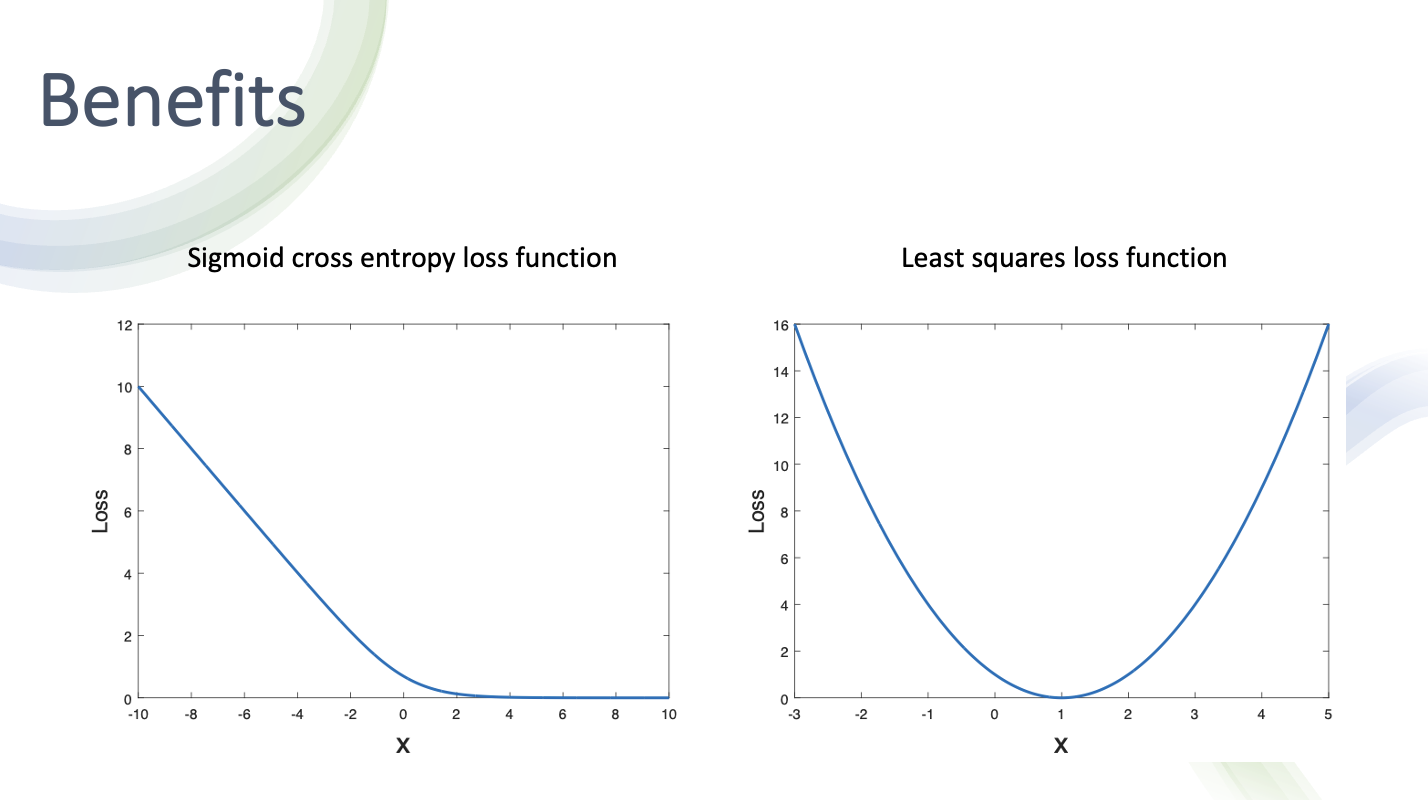 Benefits
Sigmoid cross entropy loss function
12
10
8
6
4
2
0
Loss
-10 -8 -6 -4 -2 0 2 4 6 8 10
X
Least squares loss function
16
14
12
10
8
6
4
2
0
Loss
-3 -2 -1 0 1 2 3 4 5
X